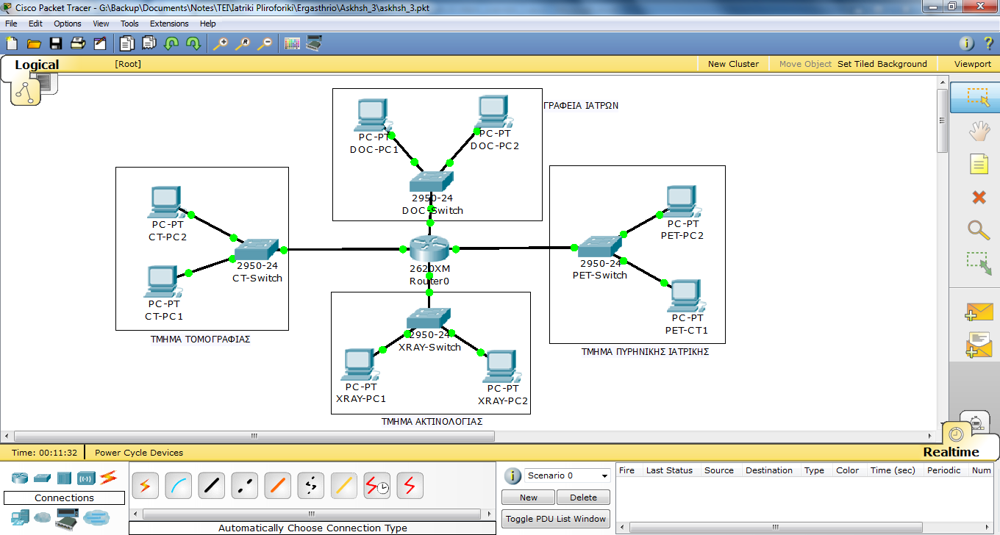 Cisco Packet Tracer - G:\Backup\Documents\Notes\TEI\Iatriki Pliroforiki\Ergasthrio\Askhsh_3\askhsh_3.pkt
File Edit Options View Tools Extensions Help
Logical
[Root]
New Cluster
Move Object
Set Tiled Background
Viewport
ΓΡΑΦΕΙΑ ΙΑΤΡΩΝ
PC-PT
DOC-PC1
PC-PT
DOC-PC2
2950-24
DOC-Switch
PC-PT
CT-PC2
2950-24
CT-Switch
PC-PT
CT-PC1
ΤΜΗΜΑ ΤΟΜΟΓΡΑΦΙΑΣ
2620XM
Router0
PC-PT
PET-PC2
2950-24
PET-Switch
PC-PT
PET-CT1
ΤΜΗΜΑ ΠΥΡΗΝΙΚΗΣ ΙΑΤΡΙΚΗΣ
2950-24
XRAY-Switch
PC-PT
XRAY-PC1
PC-PT
XRAY-PC2
ΤΜΗΜΑ ΑΚΤΙΝΟΛΟΓΙΑΣ
Time: 00:11:32
Power Cycle Devices
Realtime
Connections
Automatically Choose Connection Type
Scenario 0
New
Delete
Toggle PDU List Window
Fire Last Status Source Destination Type Color Time (sec) Periodic Num